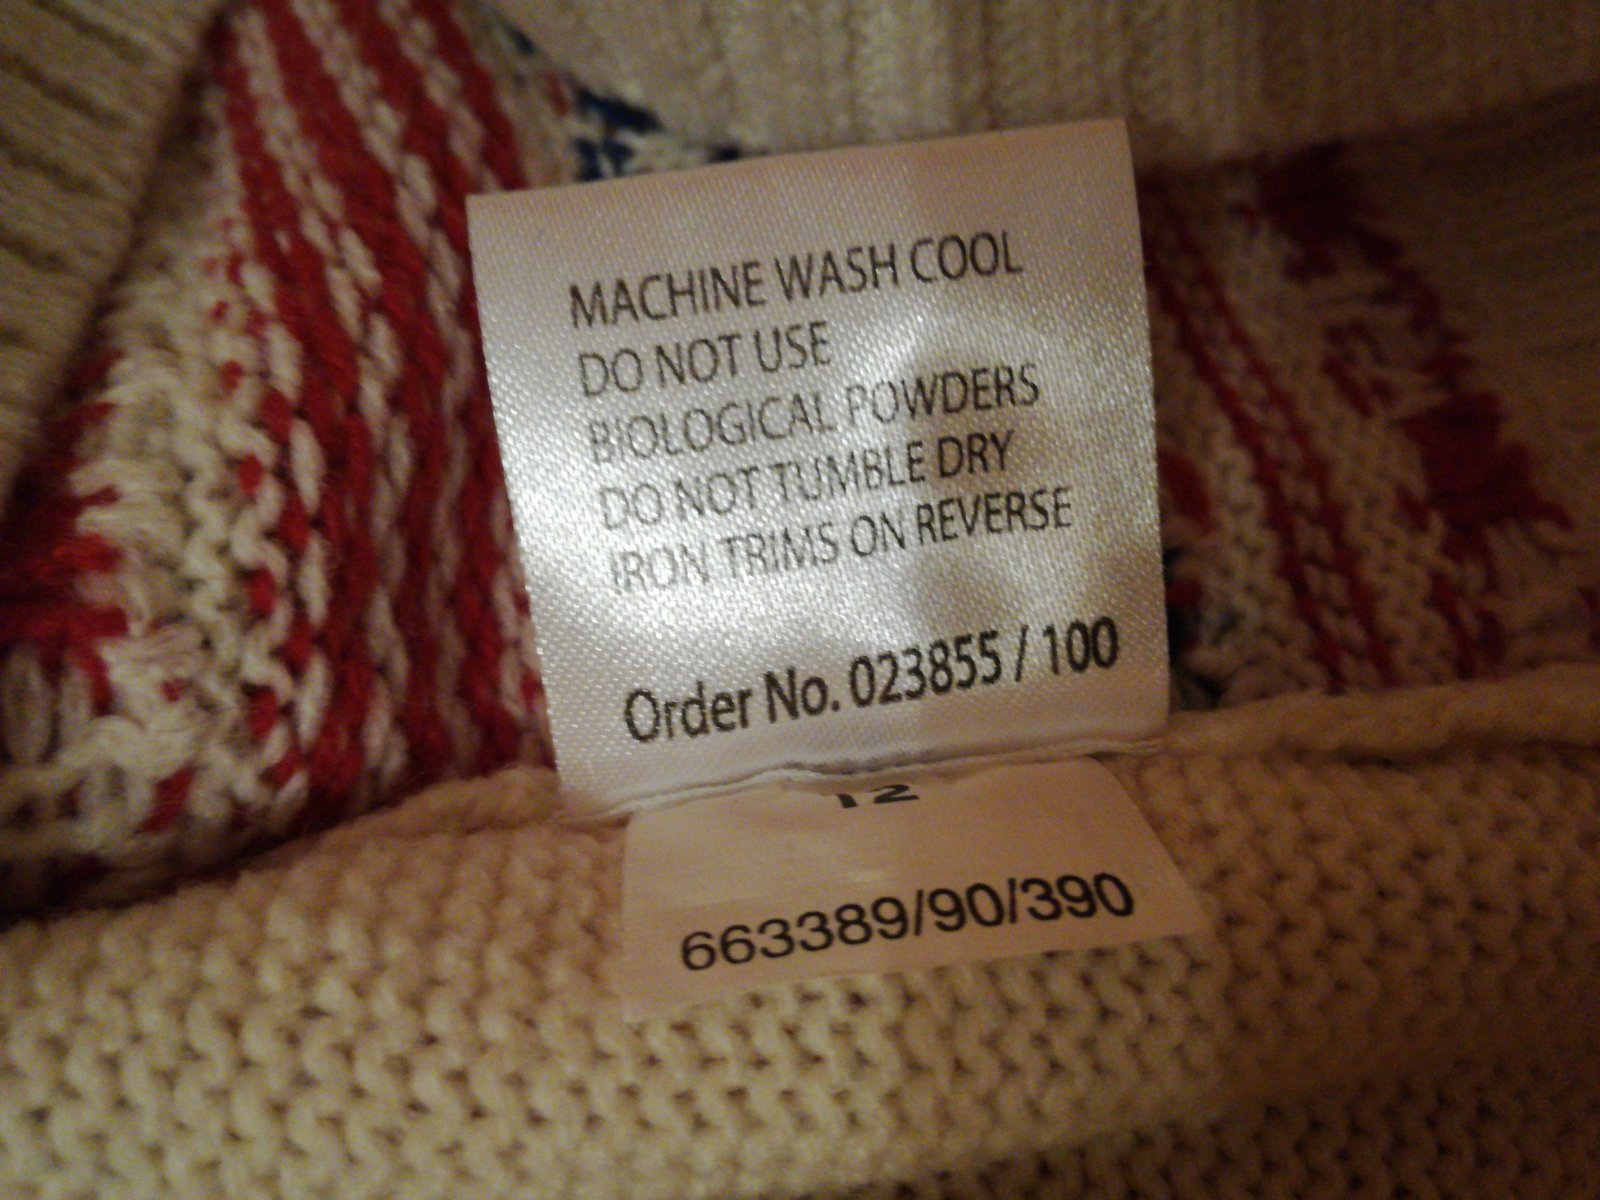 MACHINE WASH COOL
DO NOT USE
BIOLOGICAL POWDERS
DO NOT TUMBLE DRY
IRON TRIMS ON REVERSE
Order No. 023855 / 100
12
663389/90/390